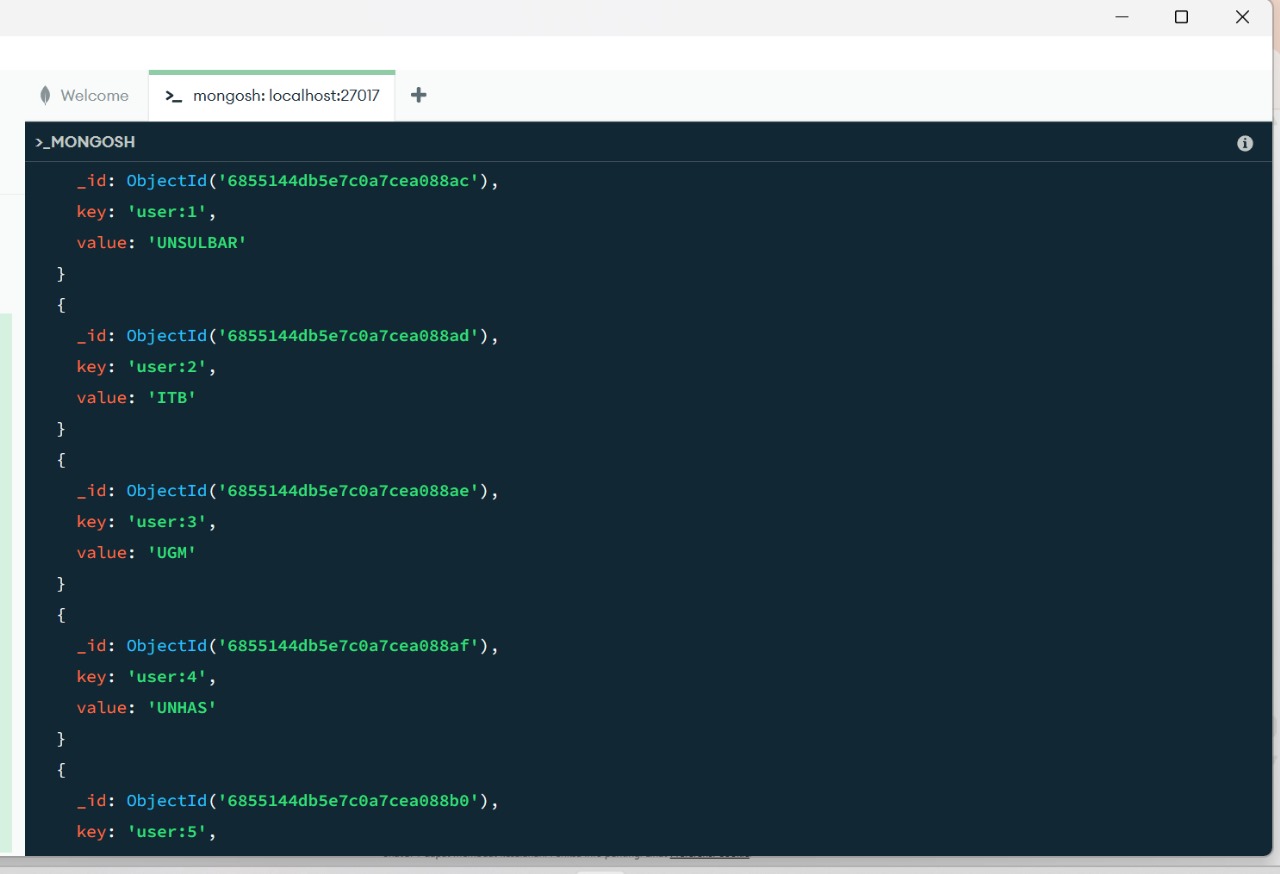 Welcome
>_ mongosh: localhost:27017
>_MONGOSH
_id: ObjectId('6855144db5e7c0a7cea088ac'),
key: 'user:1',
value: 'UNSULBAR'
}
{
_id: ObjectId('6855144db5e7c0a7cea088ad'),
key: 'user:2',
value: 'ITB'
}
{
_id: ObjectId('6855144db5e7c0a7cea088ae'),
key: 'user:3',
value: 'UGM'
}
{
_id: ObjectId('6855144db5e7c0a7cea088af'),
key: 'user:4',
value: 'UNHAS'
}
{
_id: ObjectId('6855144db5e7c0a7cea088b0'),
key: 'user:5',